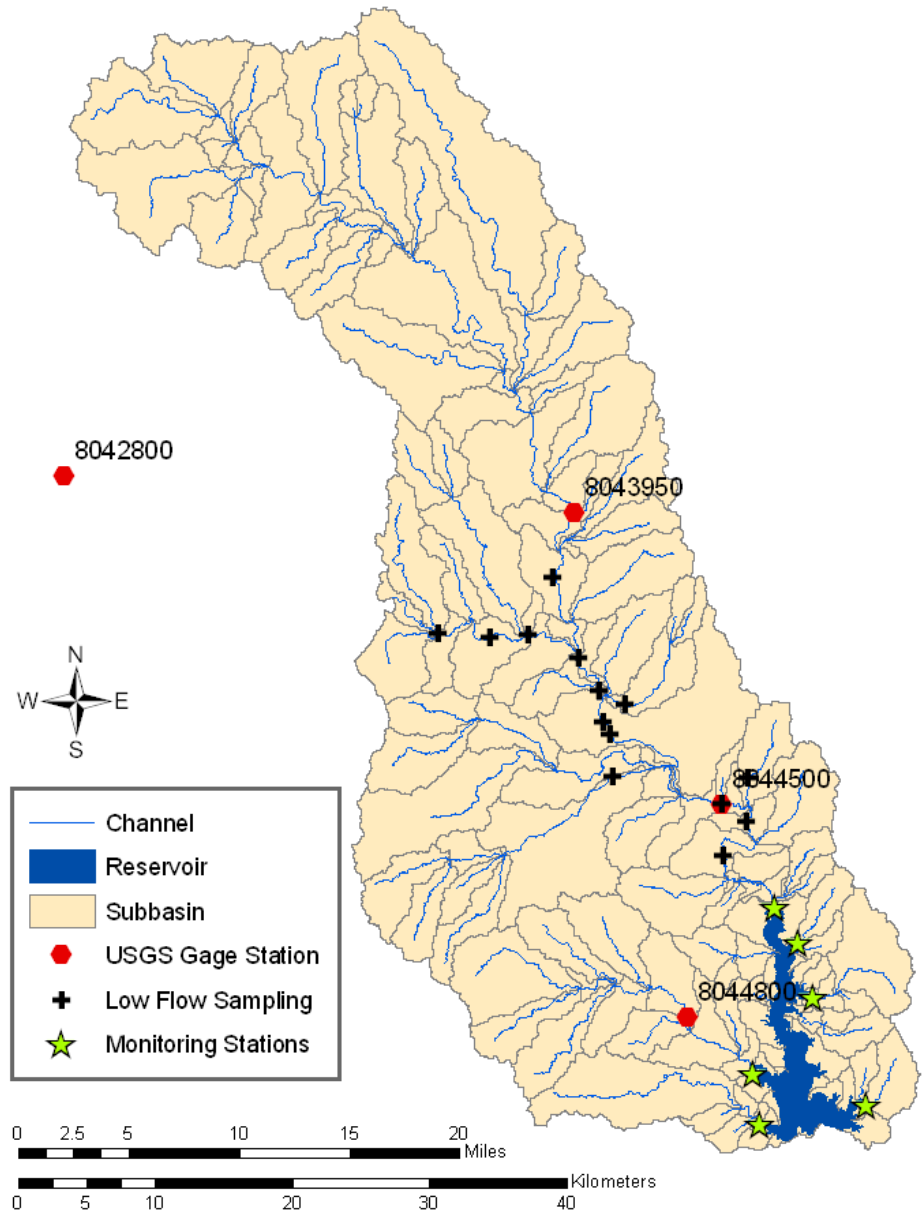 8042800
8043950
N
W E
S
8044500
8044800
Channel
Reservoir
Subbasin
USGS Gage Station
Low Flow Sampling
Monitoring Stations
0 2.5 5 10 15 20
Miles
Kilometers
0 5 10 20 30 40